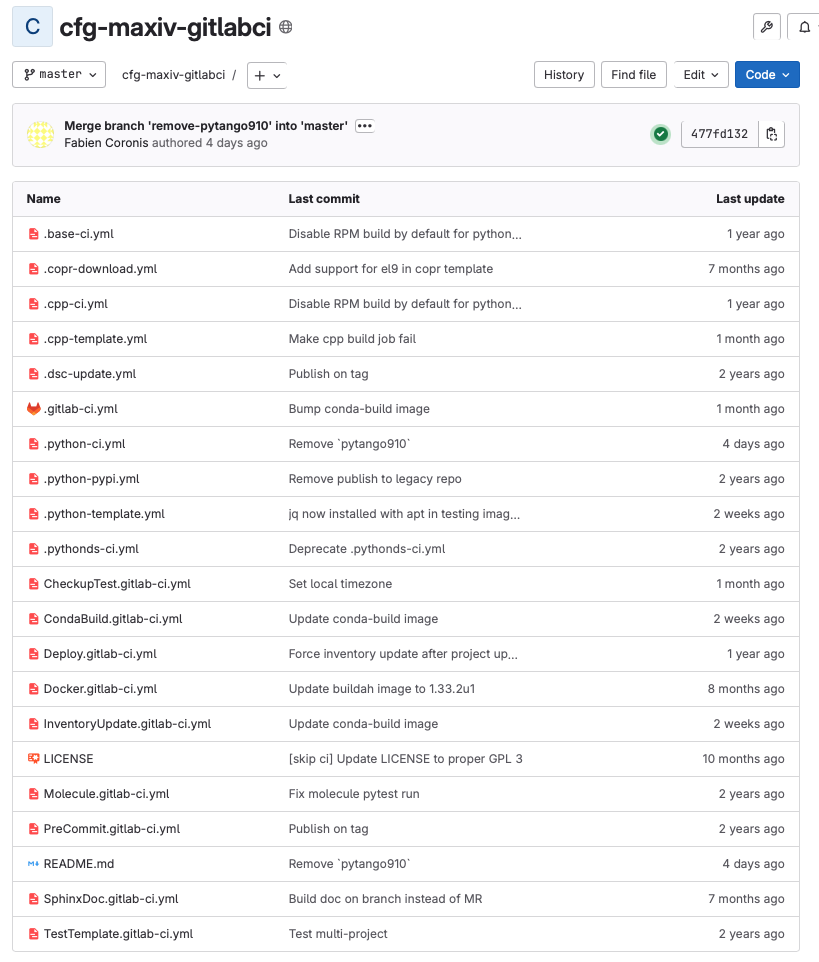 C cfg-maxiv-gitlabci
master cfg-maxiv-gitlabci / + History Find file Edit Code
Merge branch 'remove-pytango910' into 'master' •••
Fabien Coronis authored 4 days ago 477fd132
Name Last commit Last update
.base-ci.yml Disable RPM build by default for python... 1 year ago
.copr-download.yml Add support for el9 in copr template 7 months ago
.cpp-ci.yml Disable RPM build by default for python... 1 year ago
.cpp-template.yml Make cpp build job fail 1 month ago
.dsc-update.yml Publish on tag 2 years ago
.gitlab-ci.yml Bump conda-build image 1 month ago
.python-ci.yml Remove `pytango910` 4 days ago
.python-pypi.yml Remove publish to legacy repo 2 years ago
.python-template.yml jq now installed with apt in testing imag... 2 weeks ago
.pythonds-ci.yml Deprecate .pythonds-ci.yml 2 years ago
CheckupTest.gitlab-ci.yml Set local timezone 1 month ago
CondaBuild.gitlab-ci.yml Update conda-build image 2 weeks ago
Deploy.gitlab-ci.yml Force inventory update after project up... 1 year ago
Docker.gitlab-ci.yml Update buildah image to 1.33.2u1 8 months ago
InventoryUpdate.gitlab-ci.yml Update conda-build image 2 weeks ago
LICENSE [skip ci] Update LICENSE to proper GPL 3 10 months ago
Molecule.gitlab-ci.yml Fix molecule pytest run 2 years ago
PreCommit.gitlab-ci.yml Publish on tag 2 years ago
README.md Remove `pytango910` 4 days ago
SphinxDoc.gitlab-ci.yml Build doc on branch instead of MR 7 months ago
TestTemplate.gitlab-ci.yml Test multi-project 2 years ago